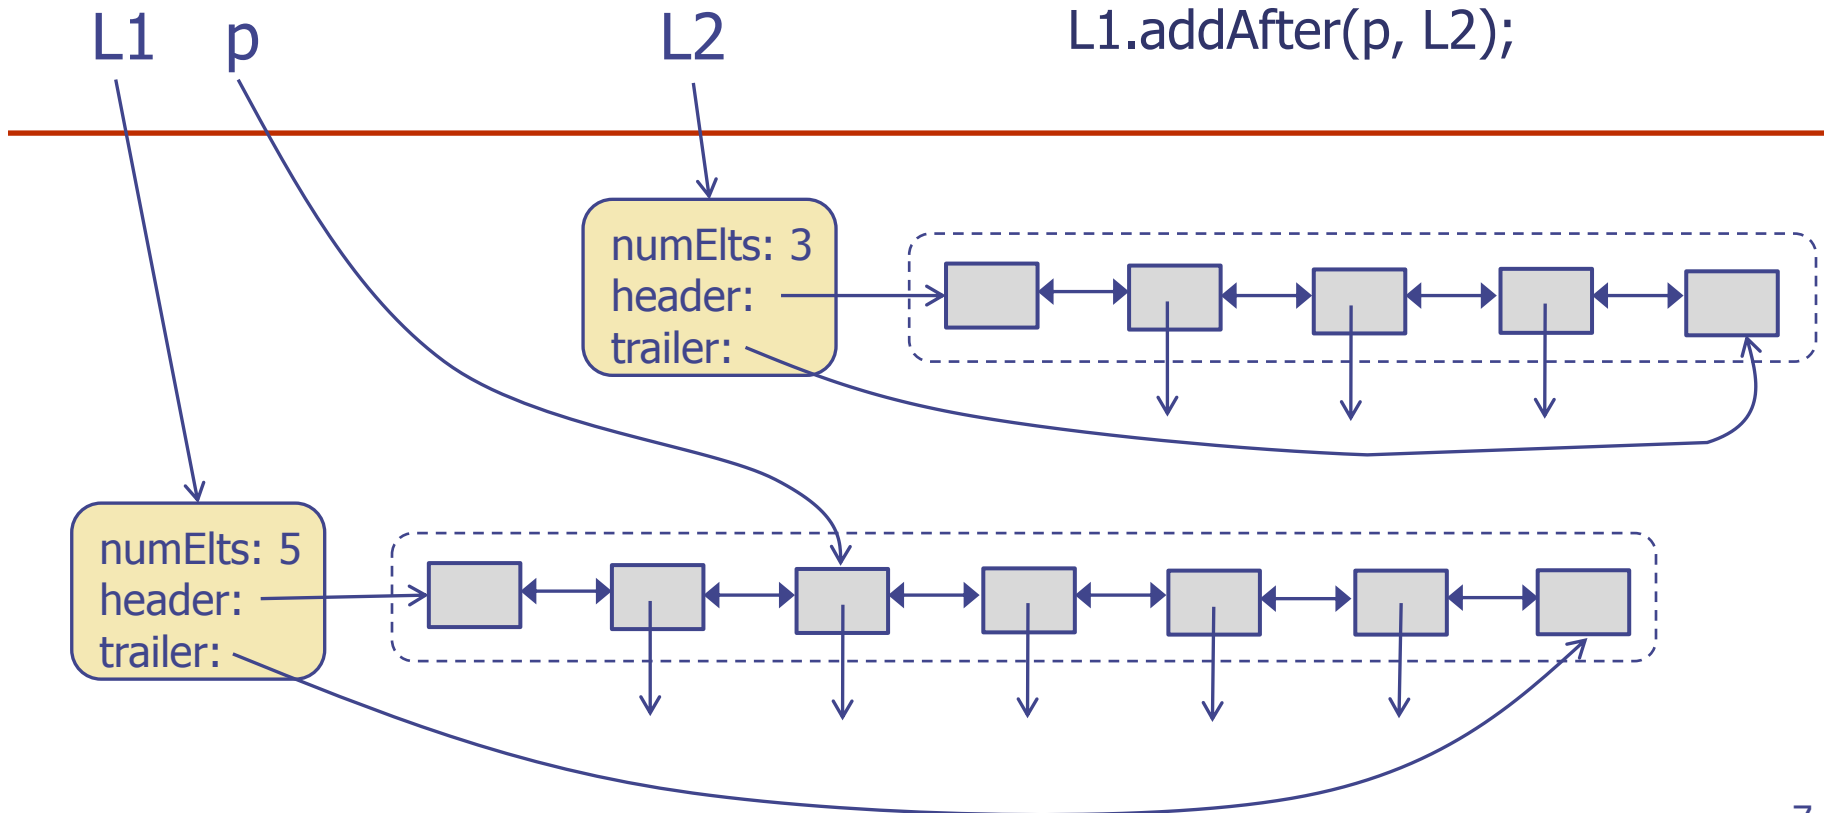 L1 p L2 L1.addAfter(p, L2);
numElts: 3
header:
trailer:
numElts: 5
header:
trailer: